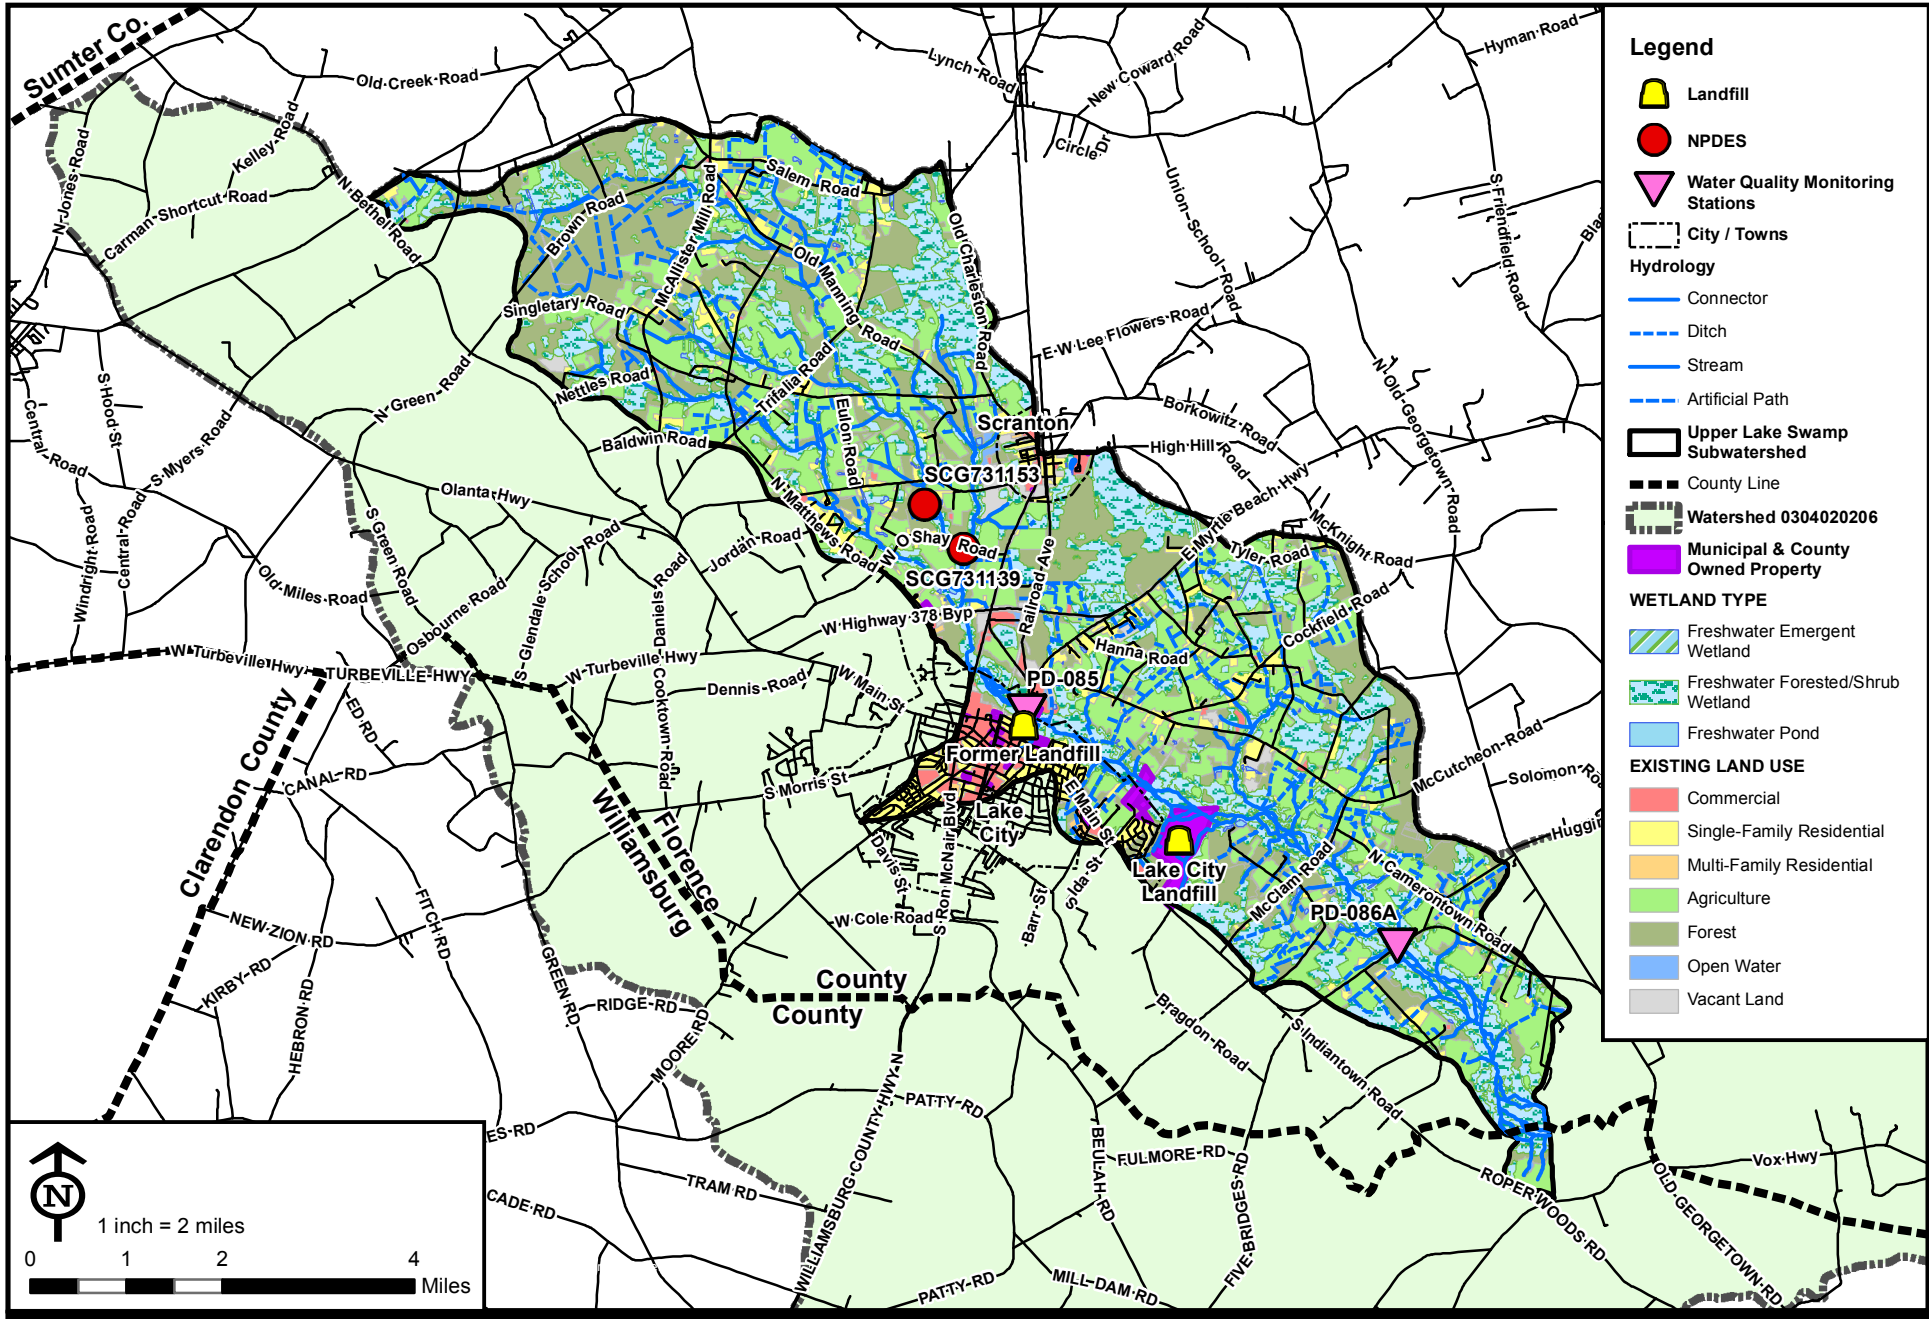 Sumter Co.
Old Creek Road
Lynch Road
New Coward Road
Hyman Road
Circle Dr
Kelley Road
N Jones Road
Carman Shortcut Road
N Bethel Road
Brown Road
McAllister Mill Road
Salem Road
Old Charleston Road
Union School Road
S Friendfield Road
Old Manning Road
Singletary Road
E W Lee Flowers Road
N Green Road
Nettles Road
Trifalia Road
Eulon Road
Baldwin Road
Scranton
Borkowitz Road
High Hill Road
N Old Georgetown Road
S Hood St
Central Road
S Myers Road
Windright Road
Central Road
Olanta Hwy
S Green Road
Old Miles Road
Osbourne Road
S Glendale School Road
Daniels Road
Jordan Road
N Matthews Road
SCG731153
W O Shay Road
SCG731139
Railroad Ave
E Myrtle Beach Hwy
Tyler Road
McKnight Road
Cockfield Road
W Highway 378 Byp
Hanna Road
W Turbeville Hwy
TURBEVILLE HWY
W Turbeville Hwy
Dennis Road
W Main St
Cooktown Road
PD-085
Former Landfill
S Morris St
Lake
City
E Main St
Davis St
S Ron McNair Blvd
W Cole Road
Barr St
S Ida St
Lake City
Landfill
McClam Road
PD-086A
N Camerontown Road
McCutcheon Road
Solomon
Clarendon County
ED RD
CANAL RD
Florence
Williamsburg
County
County
NEW ZION RD
KIRBY RD
HEBRON RD
FITCH RD
GREEN RD
RIDGE RD
MOORE RD
PATTY RD
WILLIAMSBURG COUNTY HWY N
TRAM RD
BEULAH RD
FULMORE RD
FIVE BRIDGES RD
PATTY RD
MILL DAM RD
Bragdon Road
S Indiantown Road
ROPER WOODS RD
OLD GEORGETOWN RD
Vox Hwy
ES RD
CADE RD
N
1 inch = 2 miles
0 1 2 4
Miles
Legend
Landfill
NPDES
Water Quality Monitoring
Stations
City / Towns
Hydrology
Connector
Ditch
Stream
Artificial Path
Upper Lake Swamp
Subwatershed
County Line
Watershed 0304020206
Municipal & County
Owned Property
WETLAND TYPE
Freshwater Emergent
Wetland
Freshwater Forested/Shrub
Wetland
Freshwater Pond
EXISTING LAND USE
Commercial
Single-Family Residential
Multi-Family Residential
Agriculture
Forest
Open Water
Vacant Land